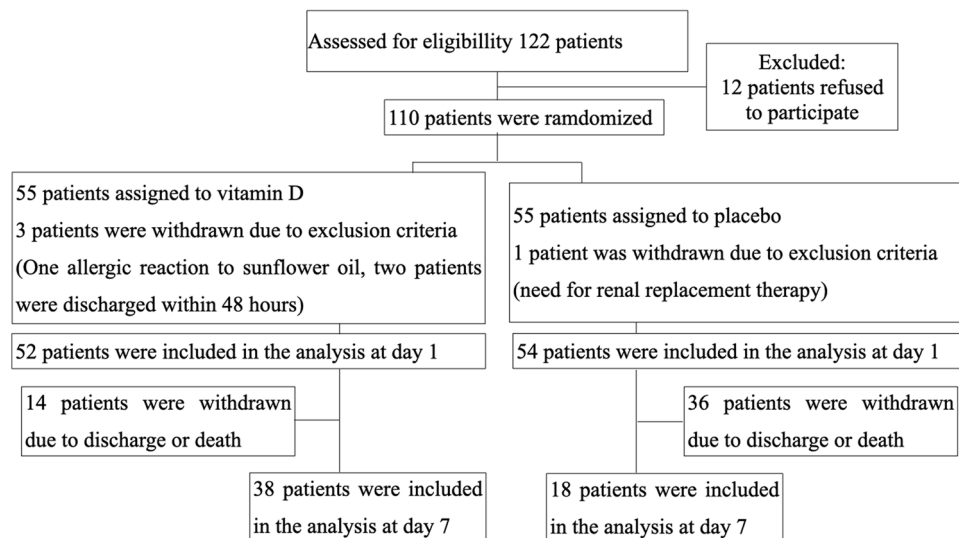 Assessed for eligibillity 122 patients
Excluded:
12 patients refused
to participate
110 patients were ramdomized
55 patients assigned to vitamin D
3 patients were withdrawn due to exclusion criteria
(One allergic reaction to sunflower oil, two patients
were discharged within 48 hours)
55 patients assigned to placebo
1 patient was withdrawn due to exclusion criteria
(need for renal replacement therapy)
52 patients were included in the analysis at day 1
54 patients were included in the analysis at day 1
14 patients were withdrawn
due to discharge or death
36 patients were withdrawn
due to discharge or death
38 patients were included
in the analysis at day 7
18 patients were included
in the analysis at day 7